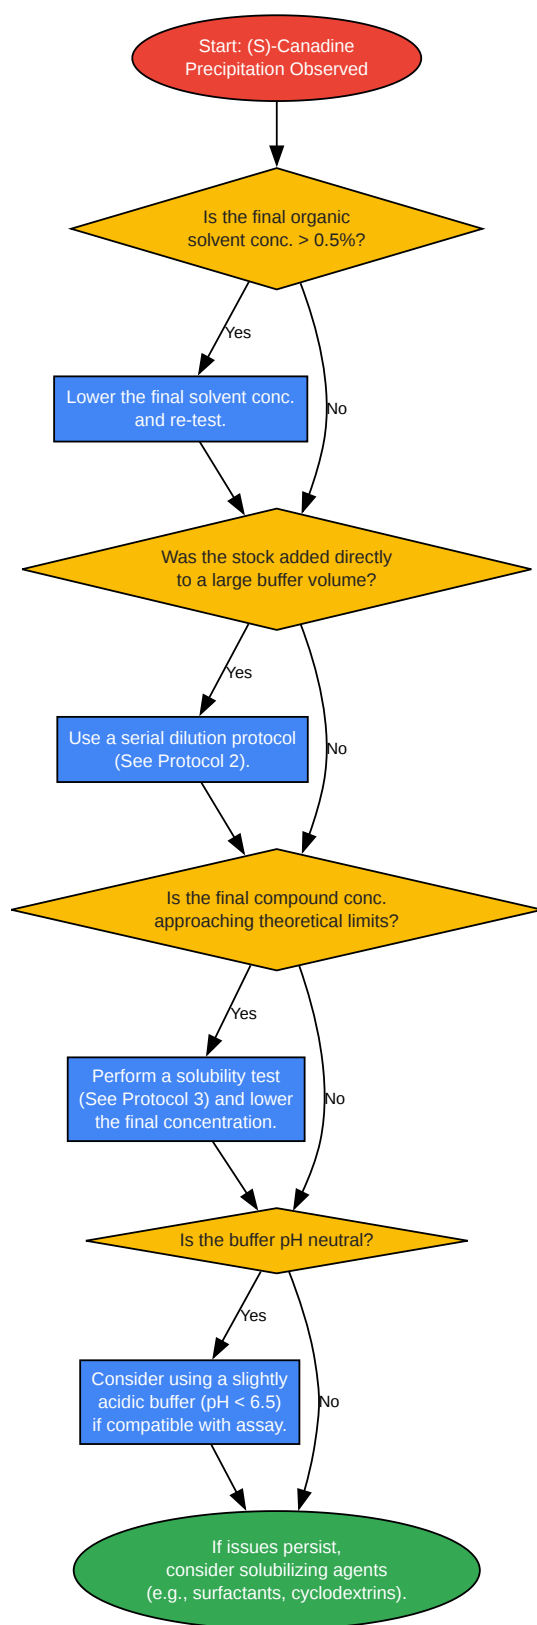 Start: (S)-Canadine
Precipitation Observed
Is the final organic
solvent conc. > 0.5%?
Yes
Lower the final solvent conc.
and re-test.
No
Was the stock added directly
to a large buffer volume?
Yes
Use a serial dilution protocol
(See Protocol 2).
No
Is the final compound conc.
approaching theoretical limits?
Yes
Perform a solubility test
(See Protocol 3) and lower
the final concentration.
No
Is the buffer pH neutral?
Yes
Consider using a slightly
acidic buffer (pH < 6.5)
if compatible with assay.
No
If issues persist,
consider solubilizing agents
(e.g., surfactants, cyclodextrins).